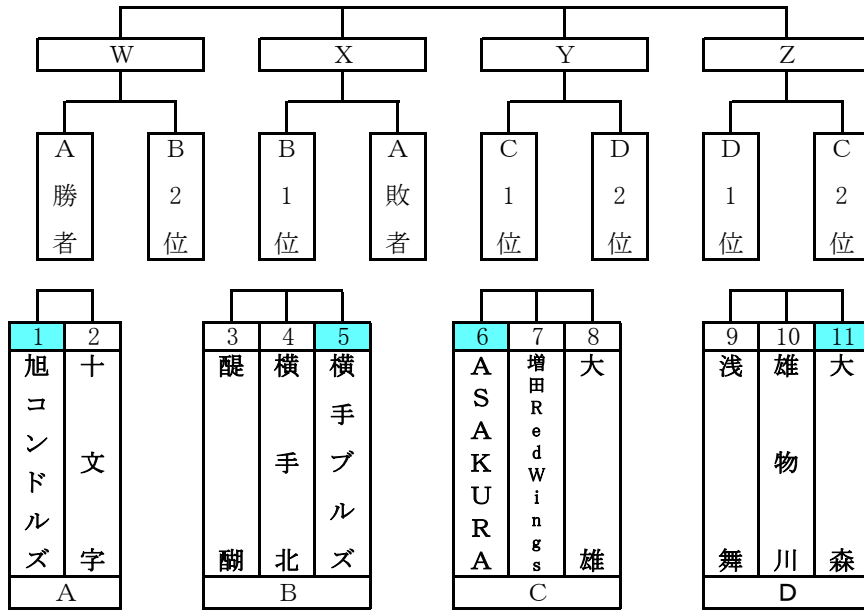 W X Y Z
A勝者 B2位 B1位 A敗者 C1位 D2位 D1位 C2位
1 2 3 4 5 6 7 8 9 10 11
旭コンドルズ
十文字
醍醐
横手北
横手ブルズ
ASAKURA
増田RedWings
大雄
浅舞
雄物川
大森
A B C D